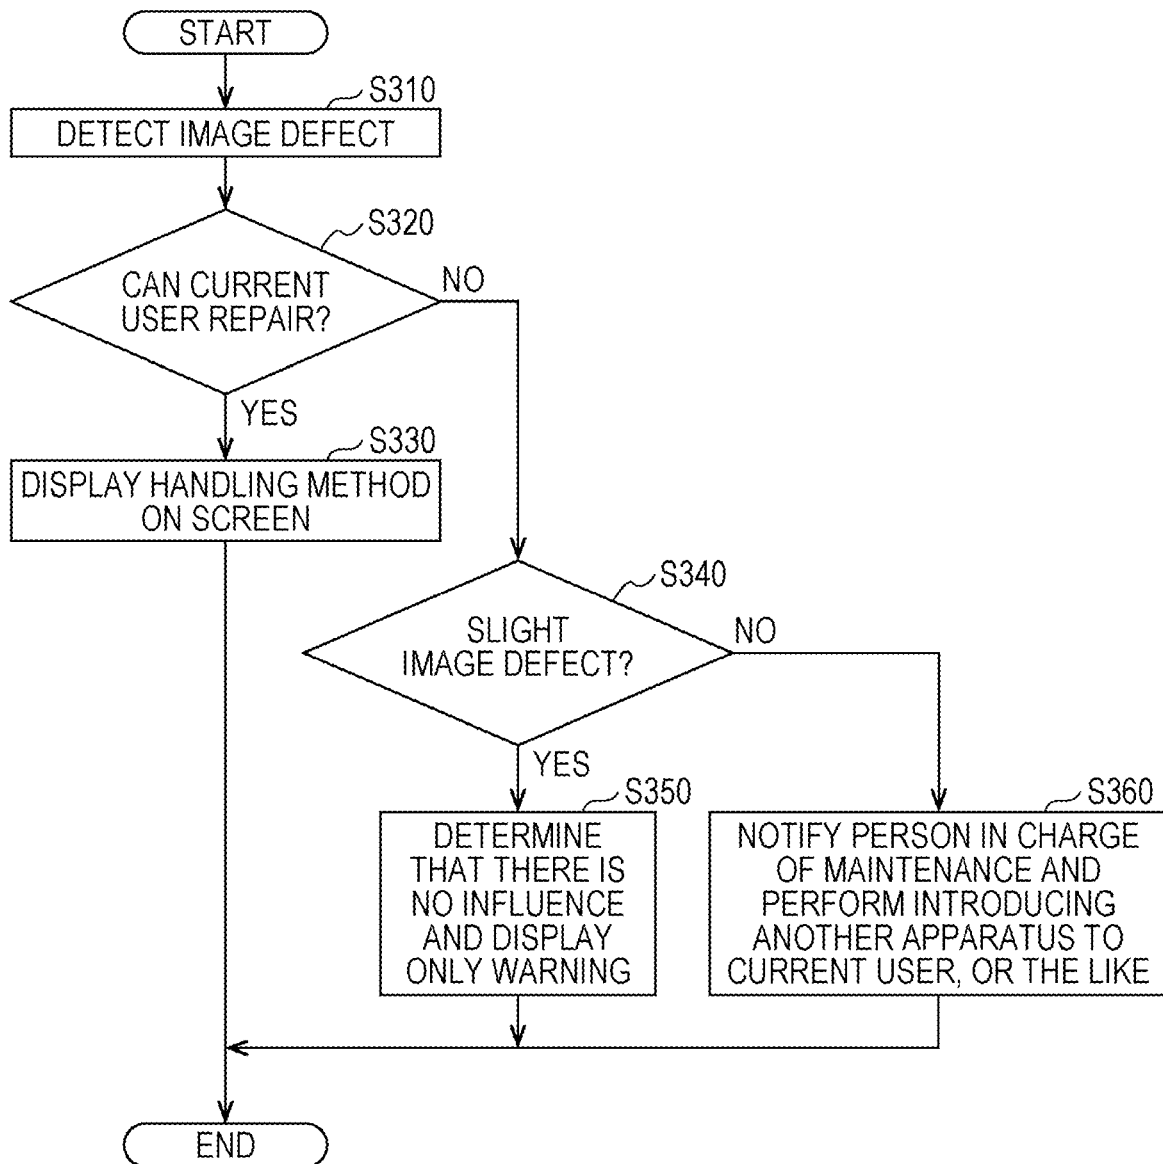 START
S310
DETECT IMAGE DEFECT
S320
CAN CURRENT
USER REPAIR?
NO
YES
S330
DISPLAY HANDLING METHOD
ON SCREEN
S340
SLIGHT
IMAGE DEFECT?
NO
YES
S350
DETERMINE
THAT THERE IS
NO INFLUENCE
AND DISPLAY
ONLY WARNING
S360
NOTIFY PERSON IN CHARGE
OF MAINTENANCE AND
PERFORM INTRODUCING
ANOTHER APPARATUS TO
CURRENT USER, OR THE LIKE
END